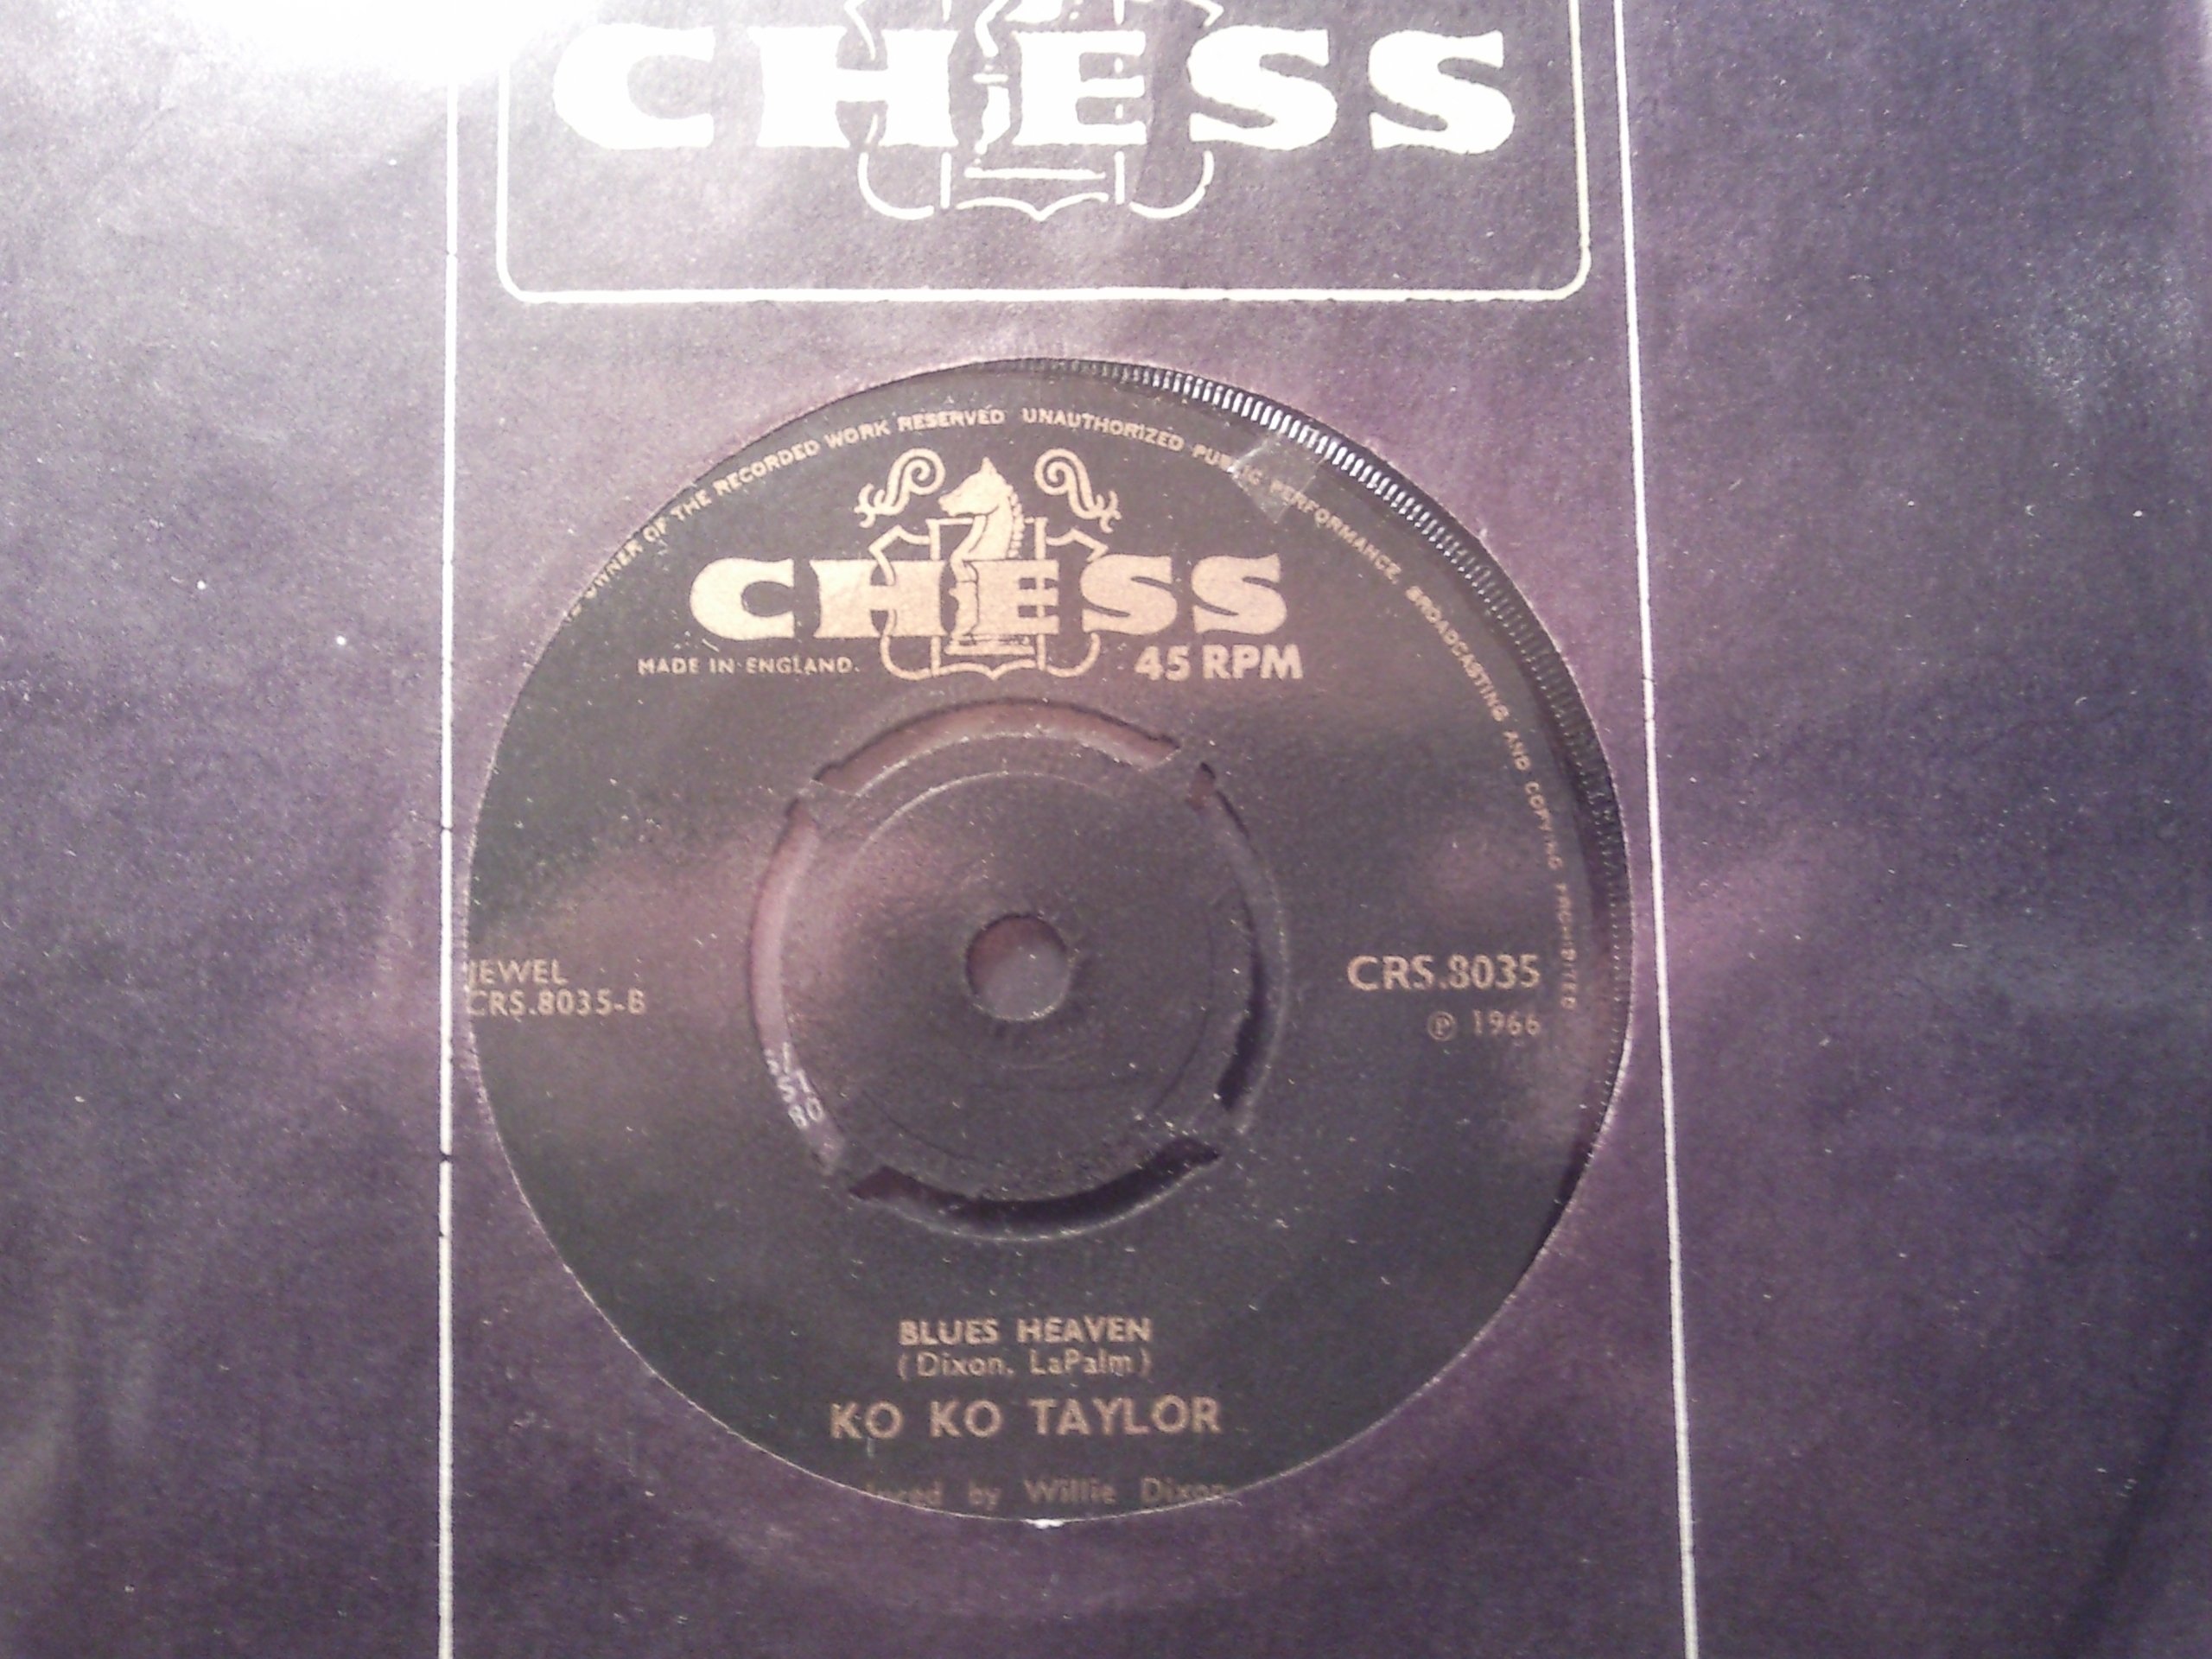 CHESS
OWNER OF THE RECORDED WORK RESERVED UNAUTHORIZED PUBLIC PERFORMANCE, BROADCASTING AND COPYING PROHIBITED
CHESS
MADE IN ENGLAND.
45 RPM
JEWEL
CRS.8035-B
CRS.8035
℗ 1966
BLUES HEAVEN
(Dixon, LaPalm)
KO KO TAYLOR
by Willie Dixon